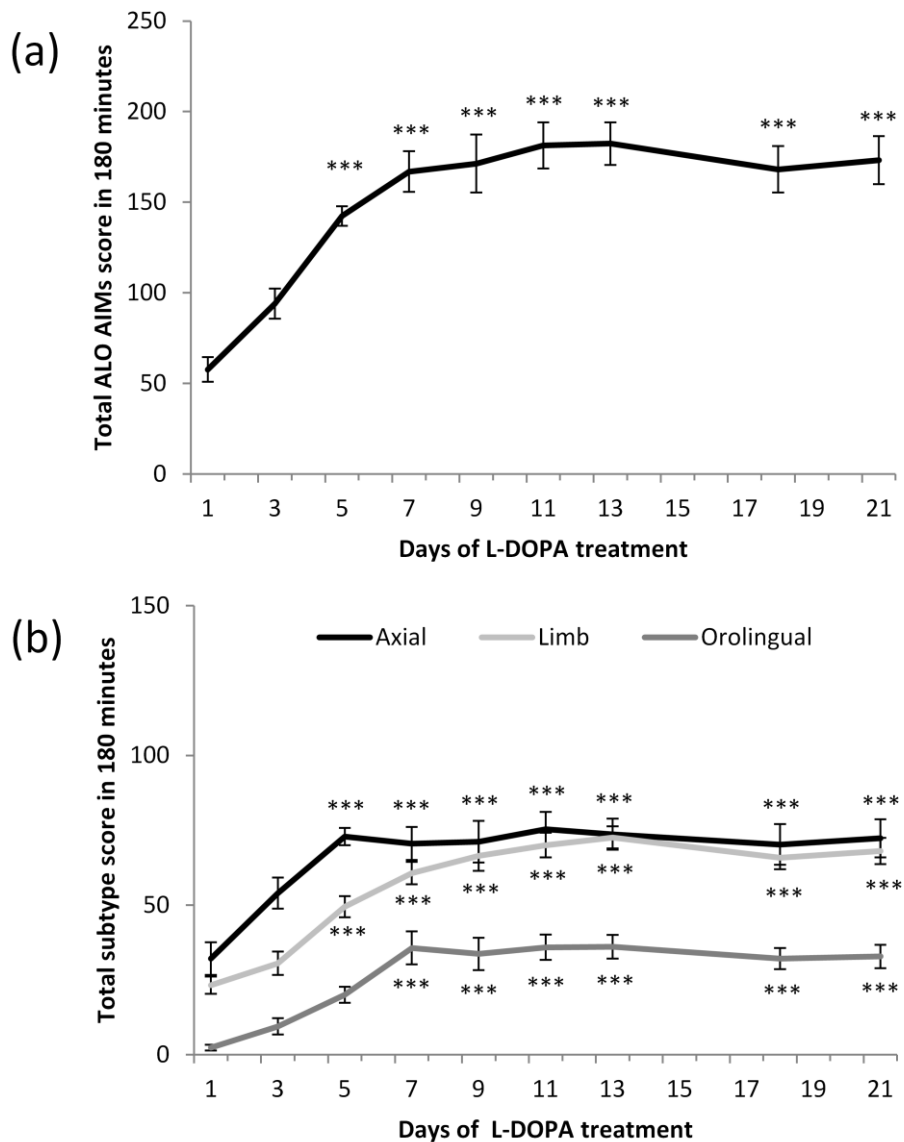 (a)
Total ALO AIMs score in 180 minutes
250
200
150
100
50
0
*** *** *** *** *** *** ***
1 3 5 7 9 11 13 15 17 19 21
Days of L-DOPA treatment
(b)
Total subtype score in 180 minutes
Axial Limb Orolingual
150
100
50
0
*** *** *** *** *** *** ***
*** *** *** *** *** *** ***
*** *** *** *** *** ***
1 3 5 7 9 11 13 15 17 19 21
Days of L-DOPA treatment